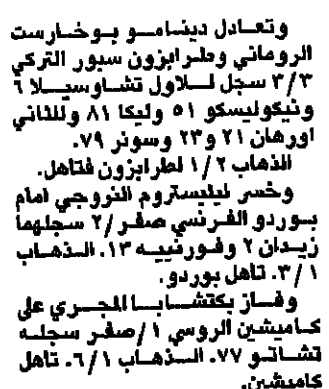 وتعادل دينامو بوخارست
الروماني وطرابزون سبور التركي
٣/٣ سجل للاول تشاوسيلا ٦
ونيكوليسكو ٥١ وليكا ٨١ وللثاني
اورهان ٢١ و٢٣ وسونر ٧٩.
الذهاب ١/٢ لطرابزون فتاهل.
وخسر ليليستروم النروجي امام
بوردو الفرنسي صفر/٢ سجلهما
زيدان ٢ وفورنييه ١٣. الذهاب
٣/١. تاهل بوردو.
وفاز بكتشابا المجري على
كاميشين الروسي ١/صفر سجله
تشاتو ٧٧. الذهاب ٦/١. تاهل
كاميشين.